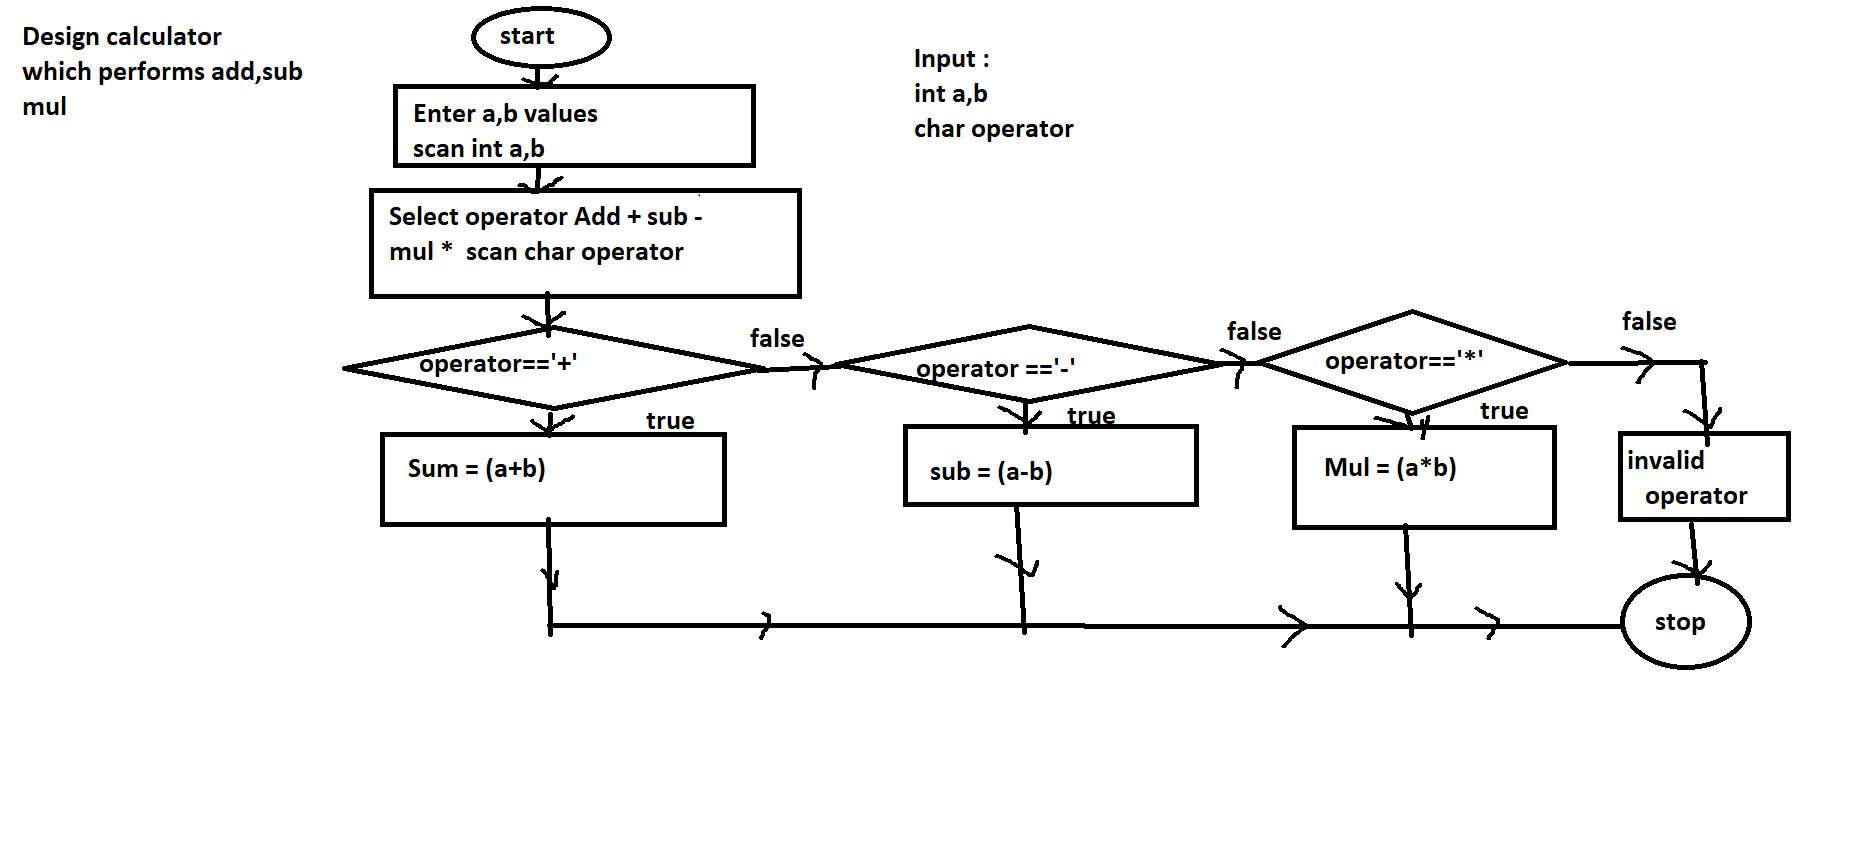 Design calculator
which performs add,sub
mul
start
Input :
int a,b
char operator
Enter a,b values
scan int a,b
Select operator Add + sub -
mul *  scan char operator
operator=='+'
false
operator =='-'
false
operator=='*'
false
true
true
true
Sum = (a+b)
sub = (a-b)
Mul = (a*b)
invalid
operator
stop